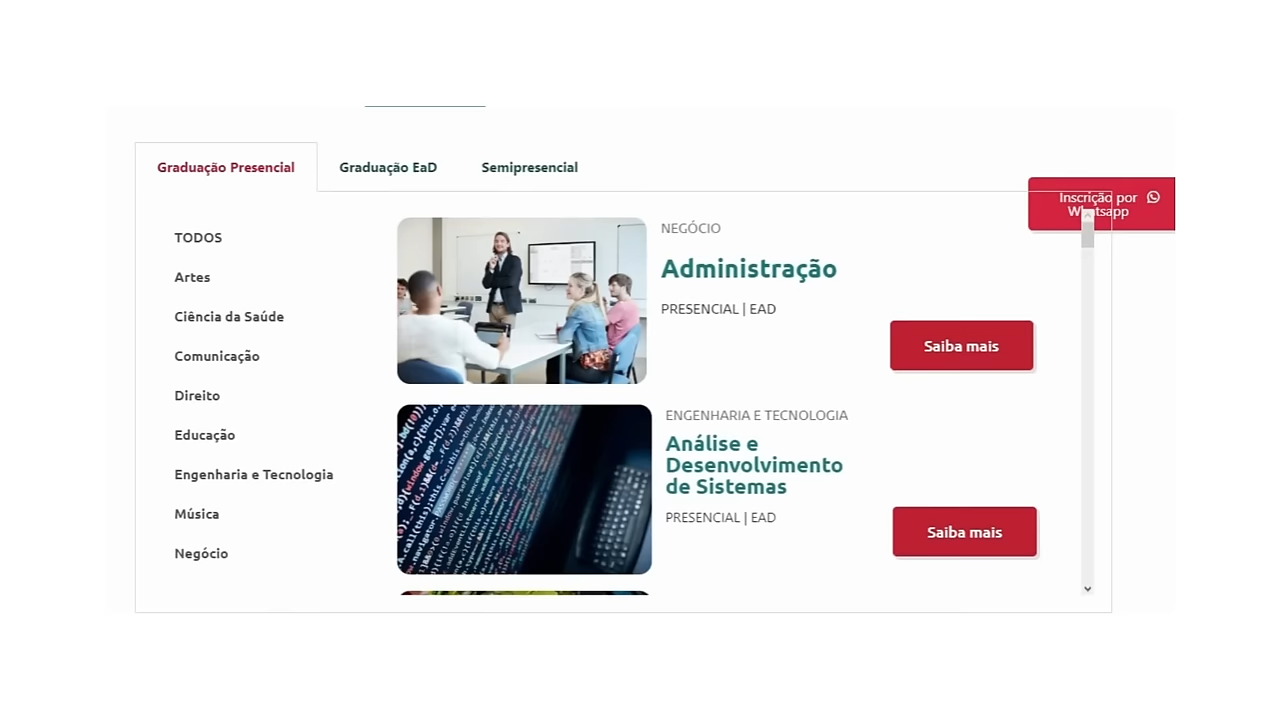 Graduação Presencial
Graduação EaD
Semipresencial
Inscrição por
Whatsapp
TODOS
Artes
Ciência da Saúde
Comunicação
Direito
Educação
Engenharia e Tecnologia
Música
Negócio
NEGÓCIO
Administração
PRESENCIAL | EAD
Saiba mais
ENGENHARIA E TECNOLOGIA
Análise e
Desenvolvimento
de Sistemas
PRESENCIAL | EAD
Saiba mais